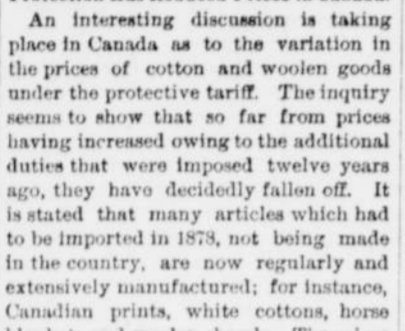 An interesting discussion is taking
place in Canada as to the variation in
the prices of cotton and woolen goods
under the protective tariff. The inquiry
seems to show that so far from prices
having increased owing to the additional
duties that were imposed twelve years
ago, they have decidedly fallen off. It
is stated that many articles which had
to be imported in 1878, not being made
in the country, are now regularly and
extensively manufactured; for instance,
Canadian prints, white cottons, horse